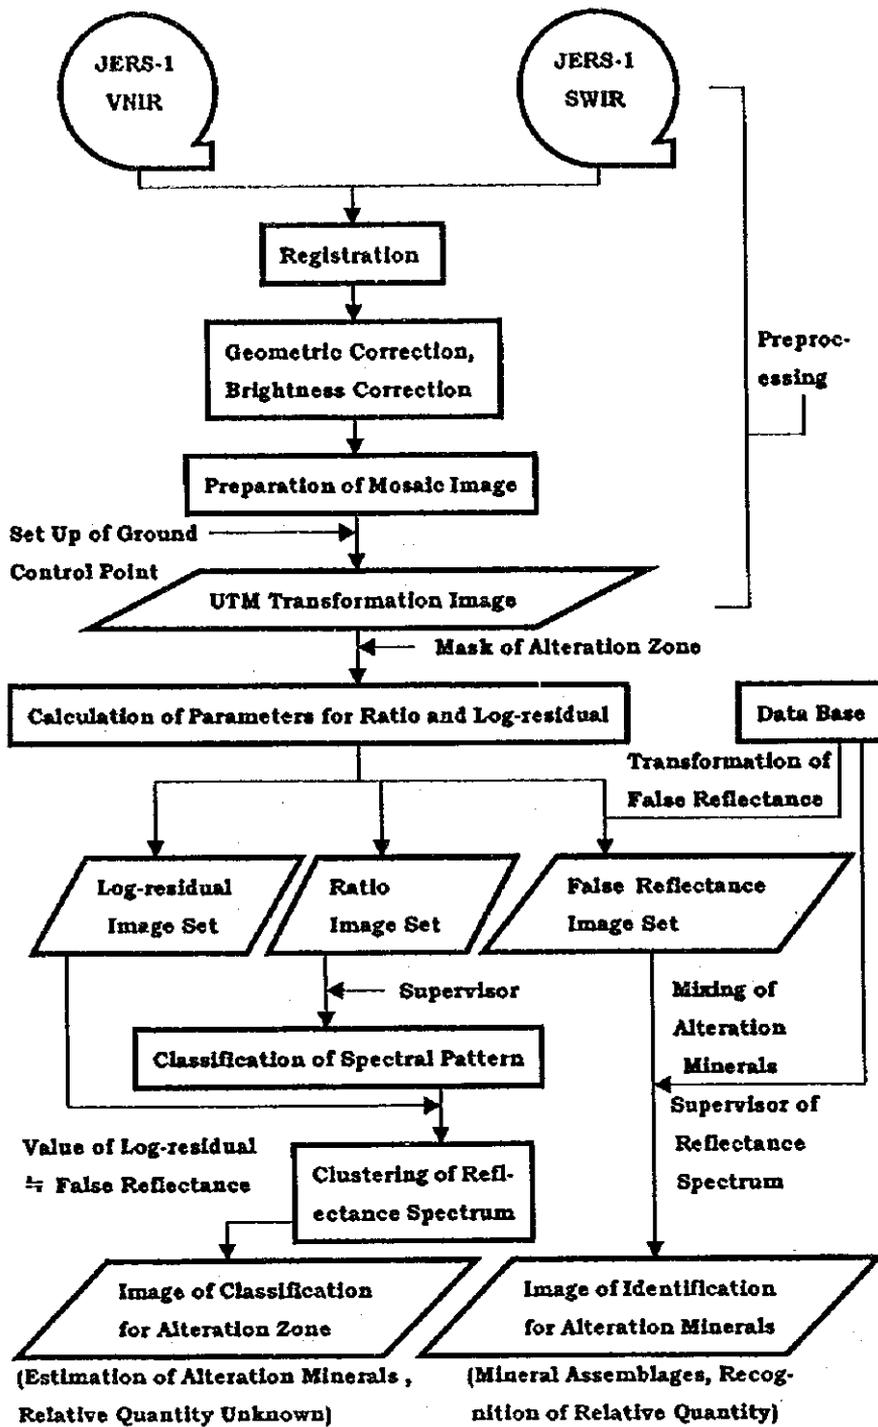 JERS-1
VNIR
JERS-1
SWIR
Registration
Geometric Correction,
Brightness Correction
Preproc-
essing
Preparation of Mosaic Image
Set Up of Ground
Control Point
UTM Transformation Image
Mask of Alteration Zone
Calculation of Parameters for Ratio and Log-residual
Data Base
Transformation of
False Reflectance
Log-residual
Image Set
Ratio
Image Set
False Reflectance
Image Set
Supervisor
Mixing of
Alteration
Minerals
Classification of Spectral Pattern
Supervisor of
Reflectance
Spectrum
Value of Log-residual
≒ False Reflectance
Clustering of Refl-
ectance Spectrum
Image of Classification
for Alteration Zone
Image of Identification
for Alteration Minerals
(Estimation of Alteration Minerals ,
Relative Quantity Unknown)
(Mineral Assemblages, Recog-
nition of Relative Quantity)